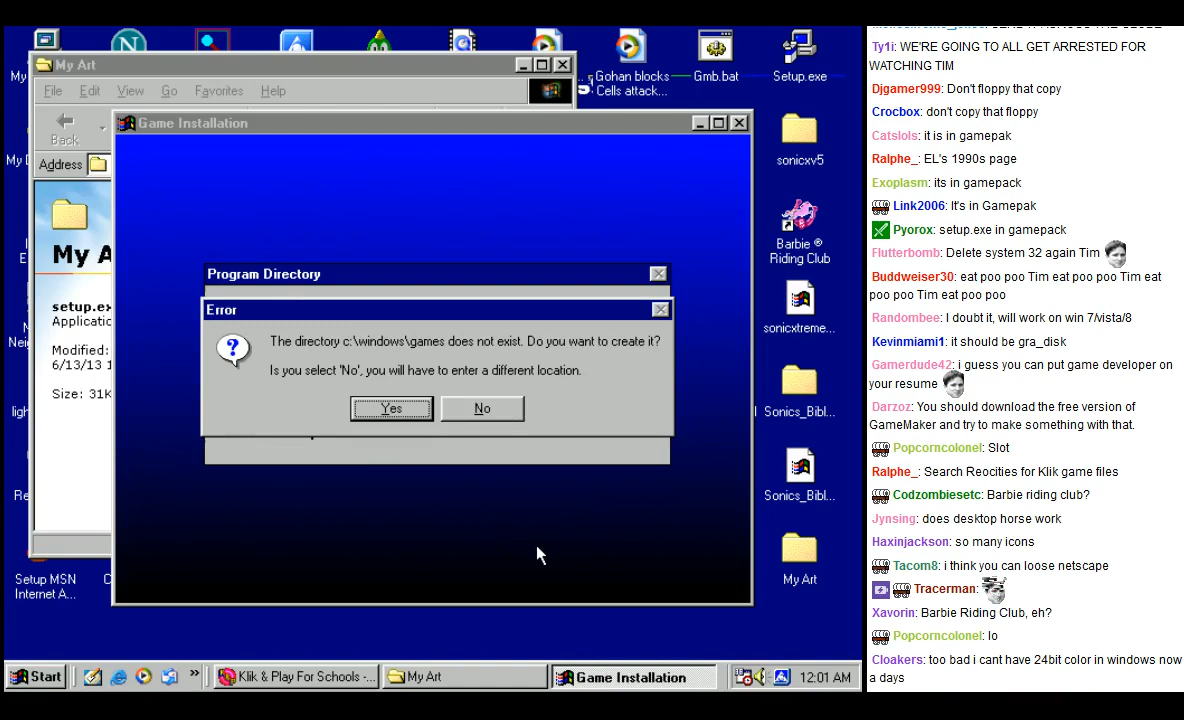 My Art
File Edit View Go Favorites Help
Back
Address
My A
setup.ex
Applicatio
Modified:
6/13/13 1
Size: 31K
Gohan blocks
Cells attack...
Gmb.bat
Setup.exe
sonicxv5
Barbie ®
Riding Club
sonicxtreme...
Sonics_Bibl...
Sonics_Bibl...
My Art
Game Installation
Program Directory
Error
The directory c:\windows\games does not exist. Do you want to create it?
Is you select 'No', you will have to enter a different location.
Yes No
Setup MSN
Internet A...
Start
»
Klik & Play For Schools -...
My Art
Game Installation
12:01 AM
Ty1i: WE'RE GOING TO ALL GET ARRESTED FOR
WATCHING TIM
Djgamer999: Don't floppy that copy
Crocbox: don't copy that floppy
Catslols: it is in gamepak
Ralphe_: EL's 1990s page
Exoplasm: its in gamepack
Link2006: It's in Gamepak
Pyorox: setup.exe in gamepack
Flutterbomb: Delete system 32 again Tim
Buddweiser30: eat poo poo Tim eat poo poo Tim eat
poo poo Tim eat poo poo
Randombee: I doubt it, will work on win 7/vista/8
Kevinmiami1: it should be gra_disk
Gamerdude42: i guess you can put game developer on
your resume
Darzoz: You should download the free version of
GameMaker and try to make something with that.
Popcorncolonel: Slot
Ralphe_: Search Reocities for Klik game files
Codzombiesetc: Barbie riding club?
Jynsing: does desktop horse work
Haxinjackson: so many icons
Tacom8: i think you can loose netscape
Tracerman:
Xavorin: Barbie Riding Club, eh?
Popcorncolonel: lo
Cloakers: too bad i cant have 24bit color in windows now
a days